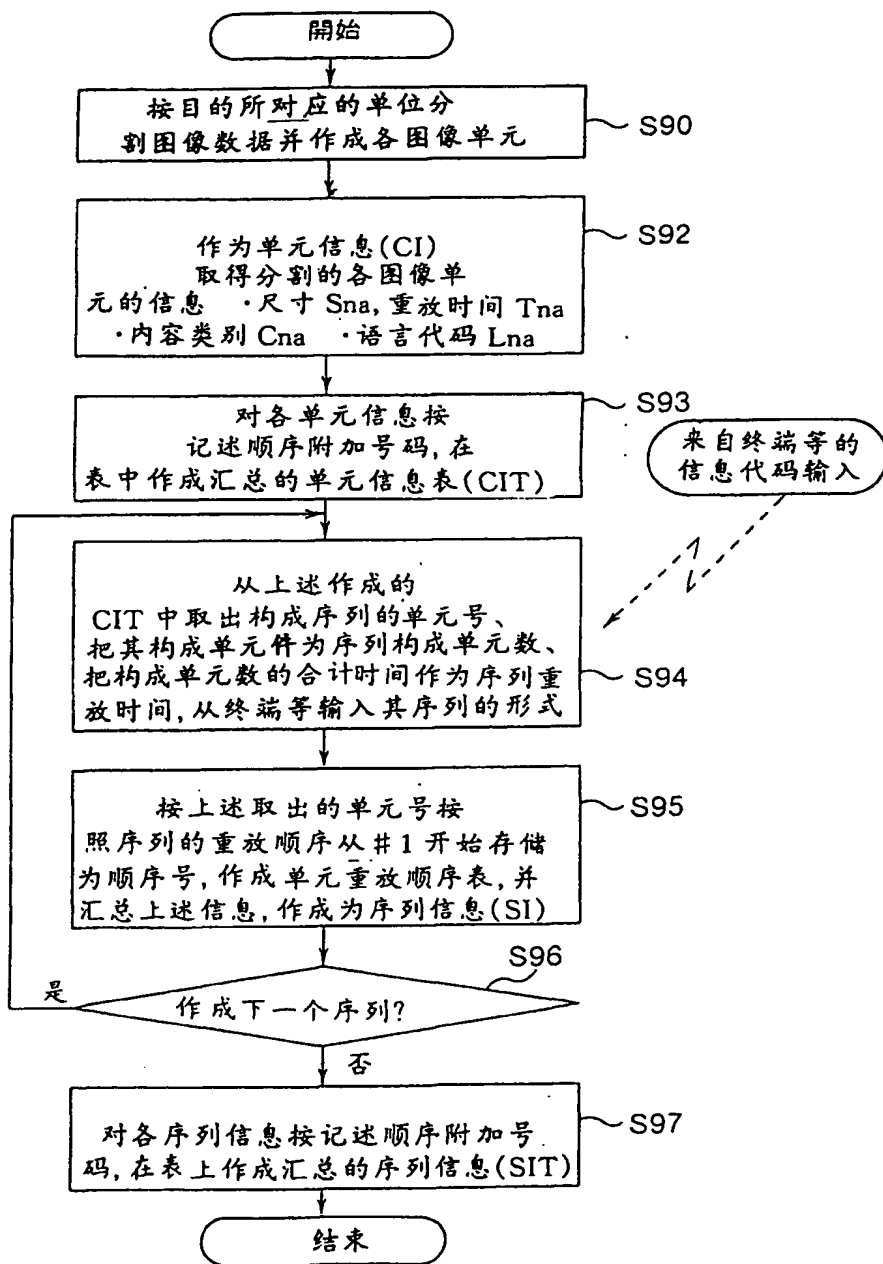 開始
按目的所对应的单位分
割图像数据并作成各图像单元
S90
作为单元信息(CI)
取得分割的各图像单
元的信息 ·尺寸 Sna,重放时间 Tna
·内容类别 Cna ·语言代码 Lna
S92
对各单元信息按
记述顺序附加号码,在
表中作成汇总的单元信息表(CIT)
S93
来自终端等的
信息代码输入
从上述作成的
CIT 中取出构成序列的单元号、
把其构成单元件为序列构成单元数、
把构成单元数的合计时间作为序列重
放时间,从终端等输入其序列的形式
S94
按上述取出的单元号按
照序列的重放顺序从#1开始存储
为顺序号,作成单元重放顺序表,并
汇总上述信息,作成为序列信息(SI)
S95
S96
是
作成下一个序列?
否
对各序列信息按记述顺序附加号
码,在表上作成汇总的序列信息(SIT)
S97
结束